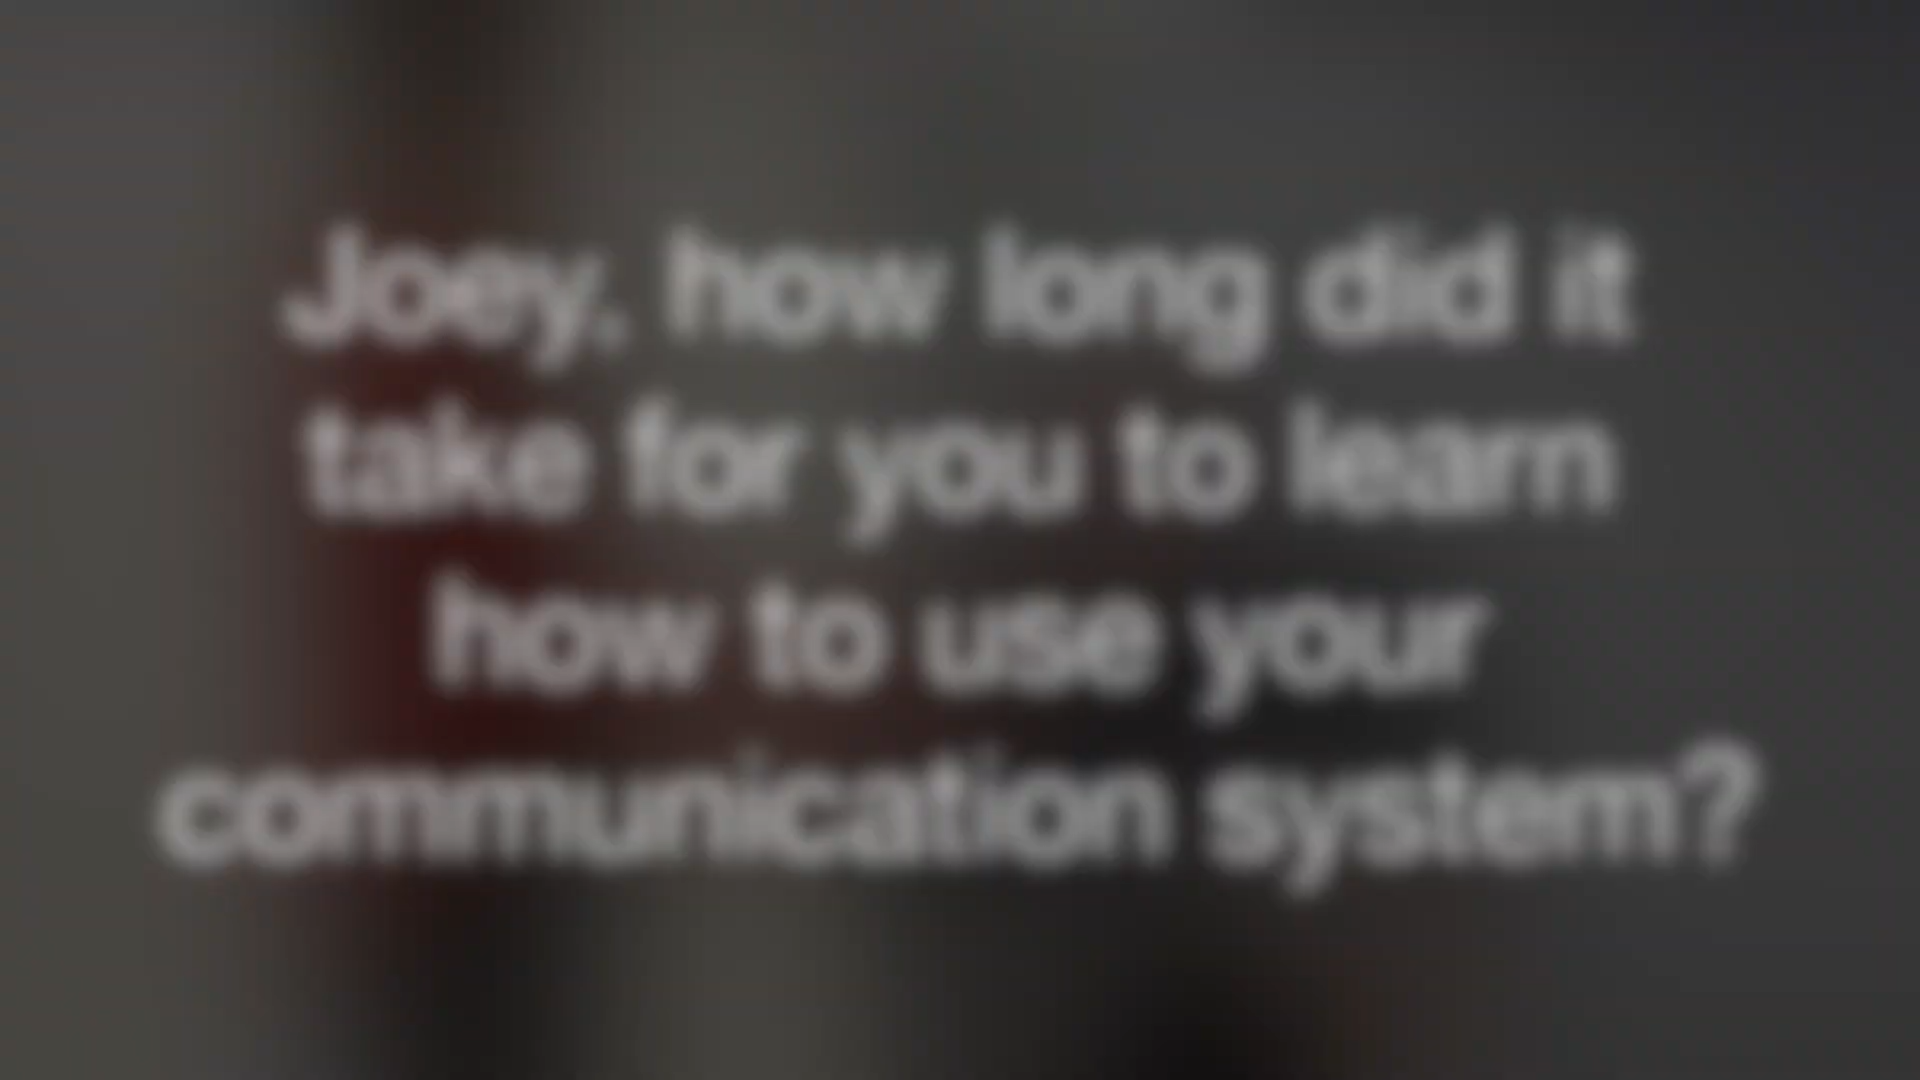 Joey, how long did it
take for you to learn
how to use your
communication system?